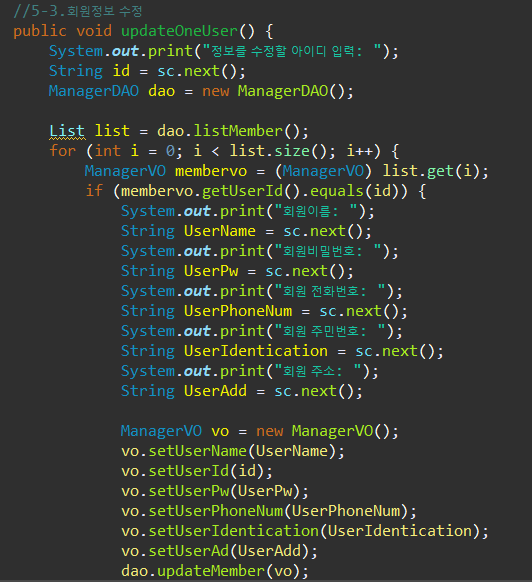 //5-3.회원정보 수정
public void updateOneUser() {
System.out.print("정보를 수정할 아이디 입력: ");
String id = sc.next();
ManagerDAO dao = new ManagerDAO();
List list = dao.listMember();
for (int i = 0; i < list.size(); i++) {
ManagerVO membervo = (ManagerVO) list.get(i);
if (membervo.getUserId().equals(id)) {
System.out.print("회원이름: ");
String UserName = sc.next();
System.out.print("회원비밀번호: ");
String UserPw = sc.next();
System.out.print("회원 전화번호: ");
String UserPhoneNum = sc.next();
System.out.print("회원 주민번호: ");
String UserIdentication = sc.next();
System.out.print("회원 주소: ");
String UserAdd = sc.next();
ManagerVO vo = new ManagerVO();
vo.setUserName(UserName);
vo.setUserId(id);
vo.setUserPw(UserPw);
vo.setUserPhoneNum(UserPhoneNum);
vo.setUserIdentication(UserIdentication);
vo.setUserAd(UserAdd);
dao.updateMember(vo);